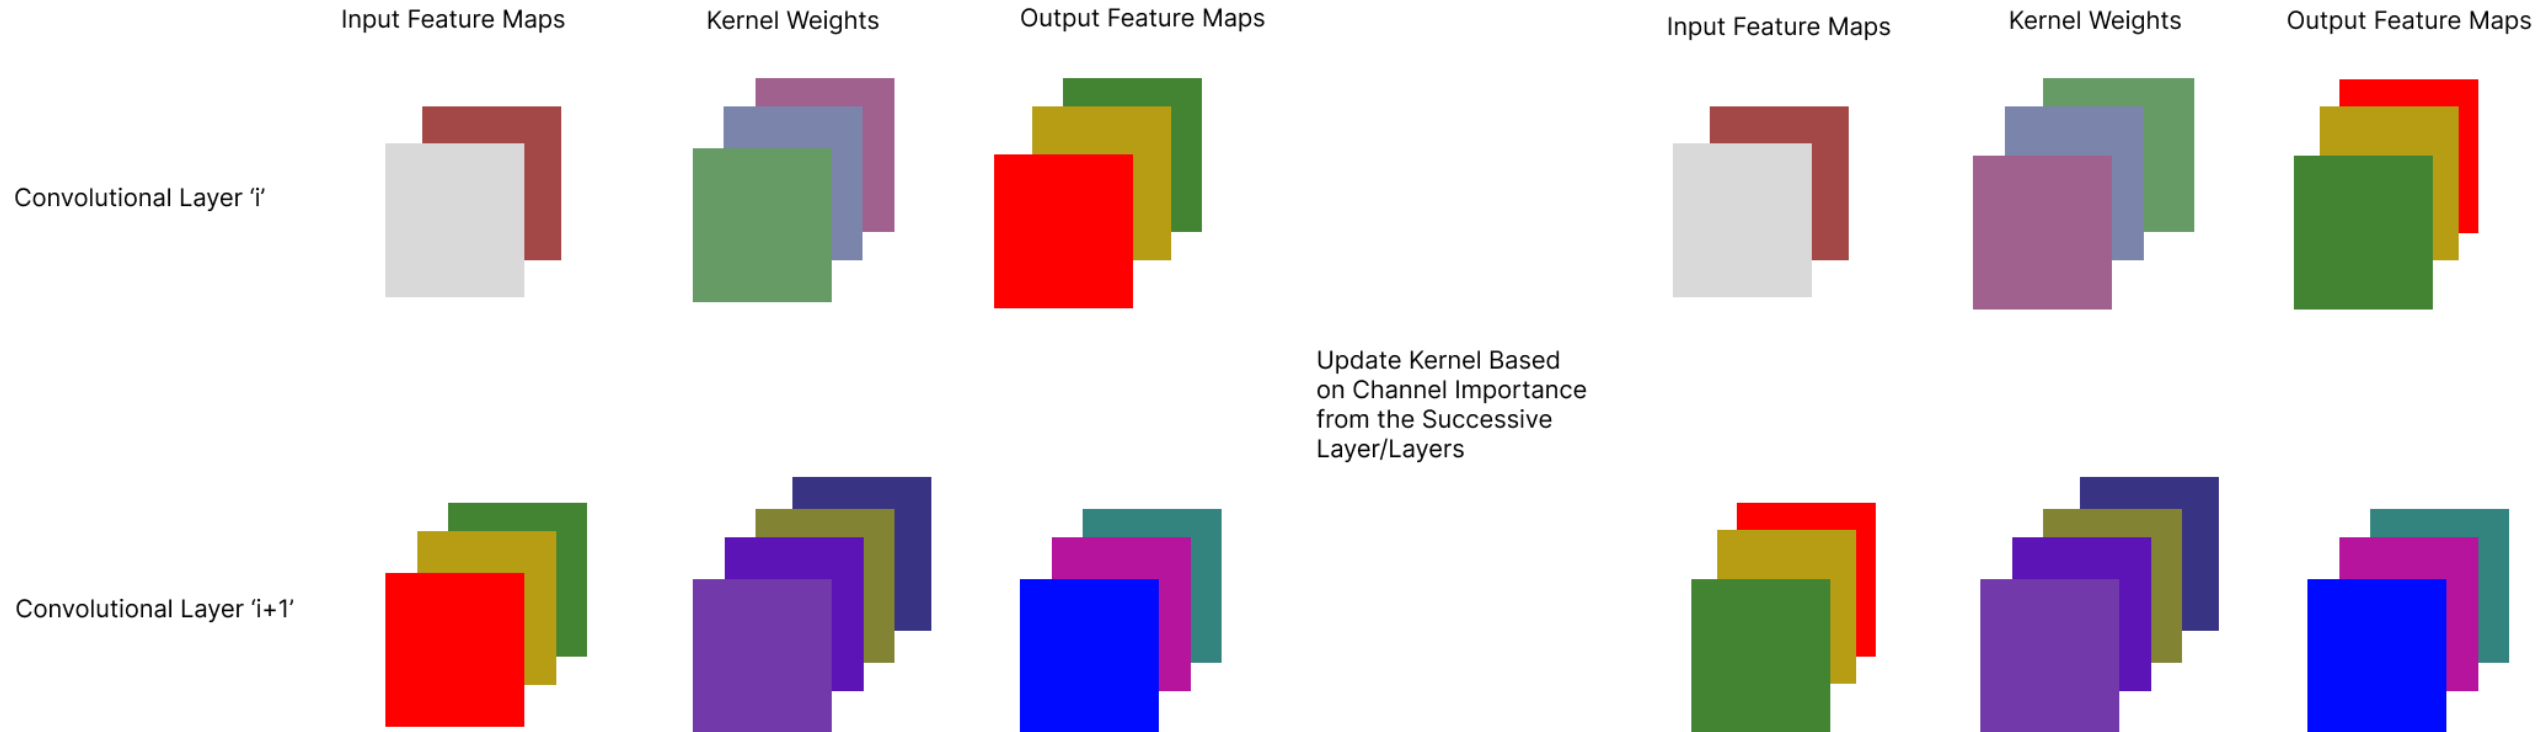 Input Feature Maps
Kernel Weights
Output Feature Maps
Input Feature Maps
Kernel Weights
Output Feature Maps
Convolutional Layer ‘i’
Update Kernel Based
on Channel Importance
from the Successive
Layer/Layers
Convolutional Layer ‘i+1’